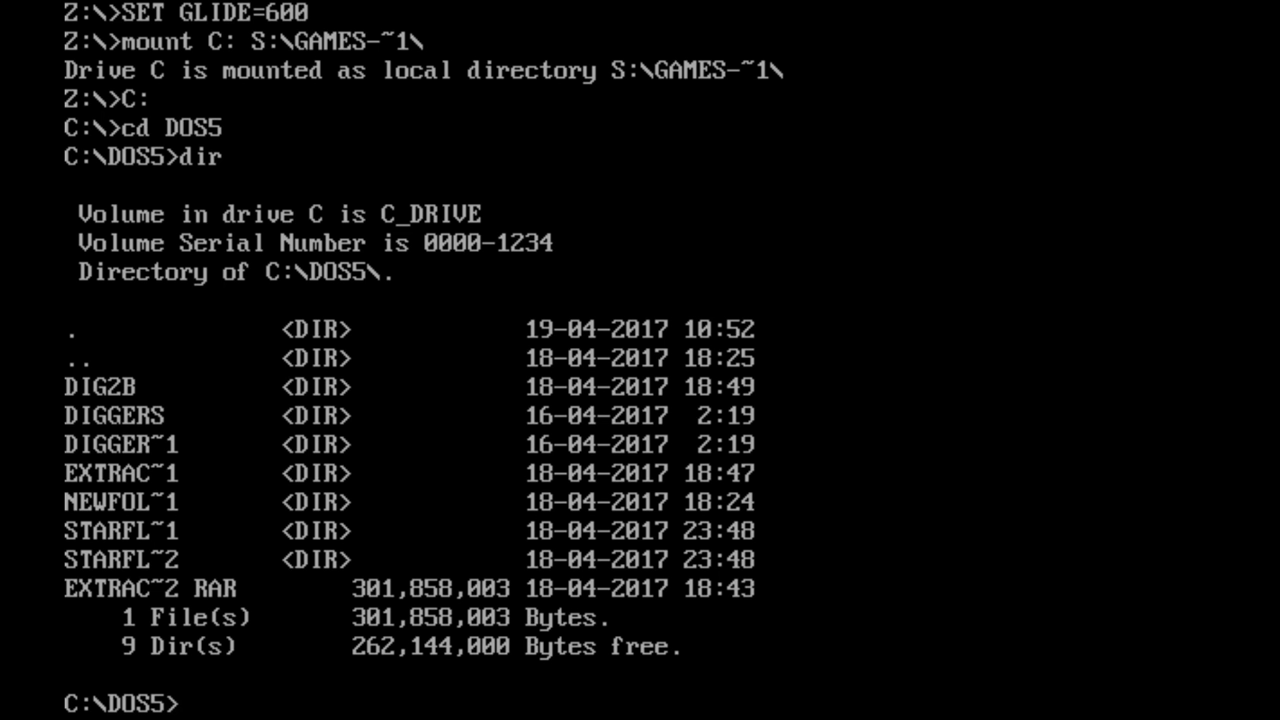 Z:\>SET GLIDE=600
Z:\>mount C: S:\GAMES-~1\
Drive C is mounted as local directory S:\GAMES-~1\
Z:\>C:
C:\>cd DOS5
C:\DOS5>dir
Volume in drive C is C_DRIVE
Volume Serial Number is 0000-1234
Directory of C:\DOS5\.
. <DIR> 19-04-2017 10:52
.. <DIR> 18-04-2017 18:25
DIG2B <DIR> 18-04-2017 18:49
DIGGERS <DIR> 16-04-2017 2:19
DIGGER~1 <DIR> 16-04-2017 2:19
EXTRAC~1 <DIR> 18-04-2017 18:47
NEWFOL~1 <DIR> 18-04-2017 18:24
STARFL~1 <DIR> 18-04-2017 23:48
STARFL~2 <DIR> 18-04-2017 23:48
EXTRAC~2 RAR 301,858,003 18-04-2017 18:43
1 File(s) 301,858,003 Bytes.
9 Dir(s) 262,144,000 Bytes free.
C:\DOS5>